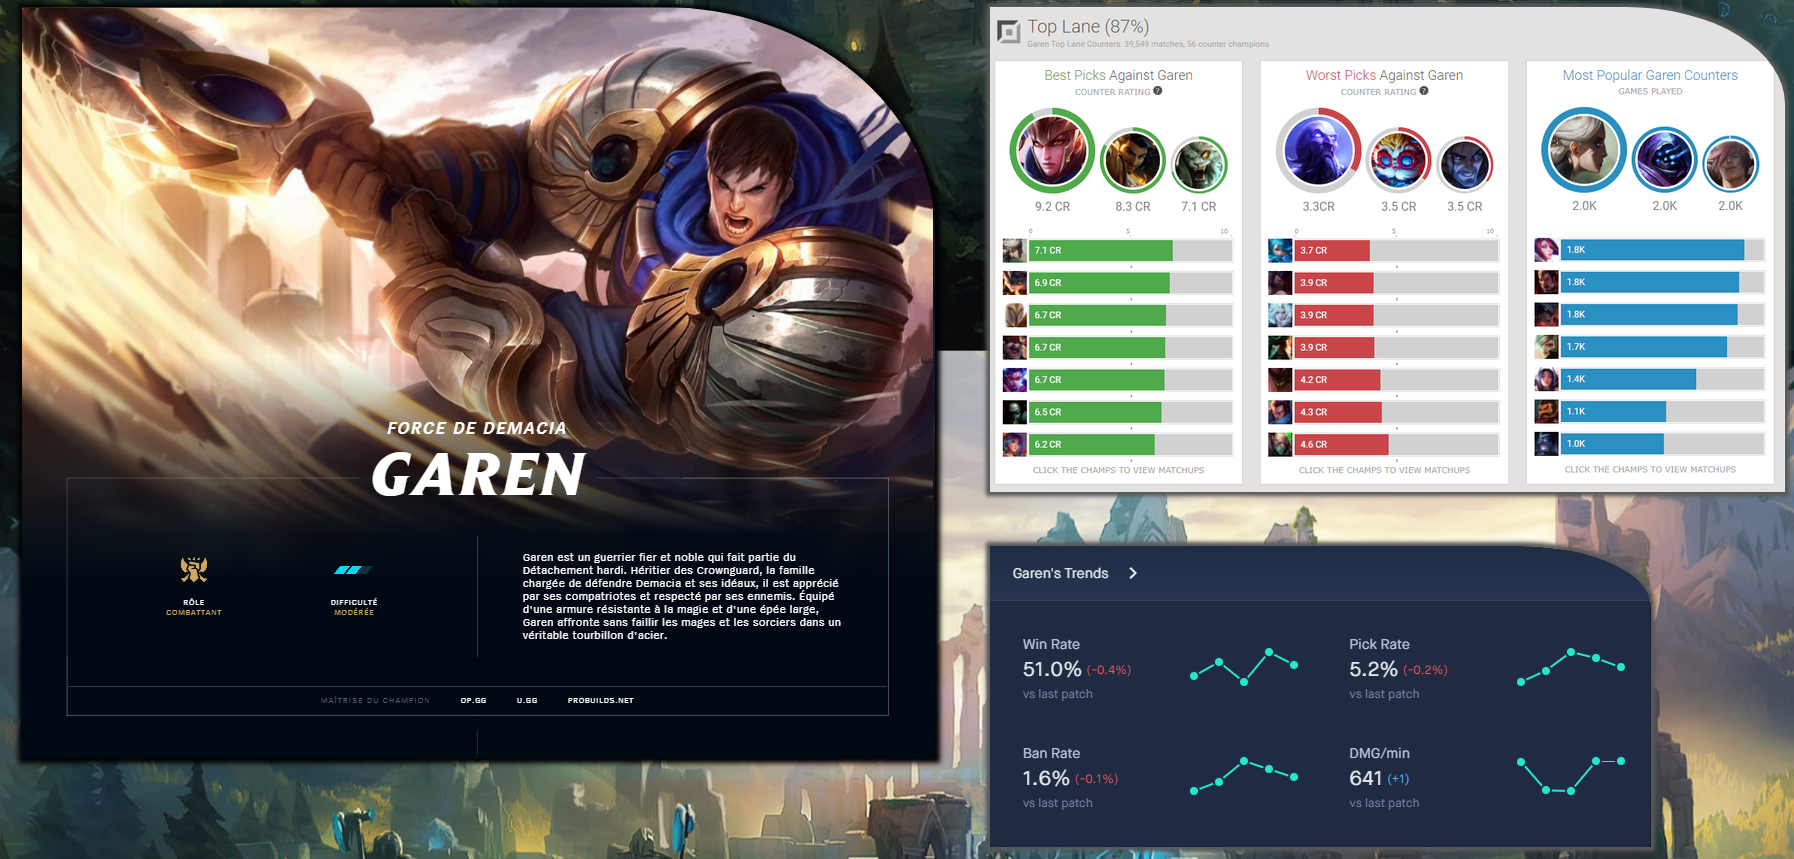 FORCE DE DEMACIA
GAREN
RÔLE
COMBATTANT
DIFFICULTÉ
MODÉRÉE
Garen est un guerrier fier et noble qui fait partie du
Détachement hardi. Héritier des Crownguard, la famille
chargée de défendre Demacia et ses idéaux, il est apprécié
par ses compatriotes et respecté par ses ennemis. Équipé
d'une armure résistante à la magie et d'une épée large,
Garen affronte sans faillir les mages et les sorciers dans un
véritable tourbillon d'acier.
MAÎTRISE DU CHAMPION OP.GG U.GG PROBUILDS.NET
Top Lane (87%)
Garen Top Lane Counters: 39,549 matches, 56 counter champions
Best Picks Against Garen
COUNTER RATING ?
9.2 CR 8.3 CR 7.1 CR
0 5 10
7.1 CR
6.9 CR
6.7 CR
6.7 CR
6.7 CR
6.5 CR
6.2 CR
CLICK THE CHAMPS TO VIEW MATCHUPS
Worst Picks Against Garen
COUNTER RATING ?
3.3CR 3.5 CR 3.5 CR
0 5 10
3.7 CR
3.9 CR
3.9 CR
3.9 CR
4.2 CR
4.3 CR
4.6 CR
CLICK THE CHAMPS TO VIEW MATCHUPS
Most Popular Garen Counters
GAMES PLAYED
2.0K 2.0K 2.0K
1.8K
1.8K
1.8K
1.7K
1.4K
1.1K
1.0K
CLICK THE CHAMPS TO VIEW MATCHUPS
Garen's Trends
Win Rate
51.0% (-0.4%)
vs last patch
Pick Rate
5.2% (-0.2%)
vs last patch
Ban Rate
1.6% (-0.1%)
vs last patch
DMG/min
641 (+1)
vs last patch